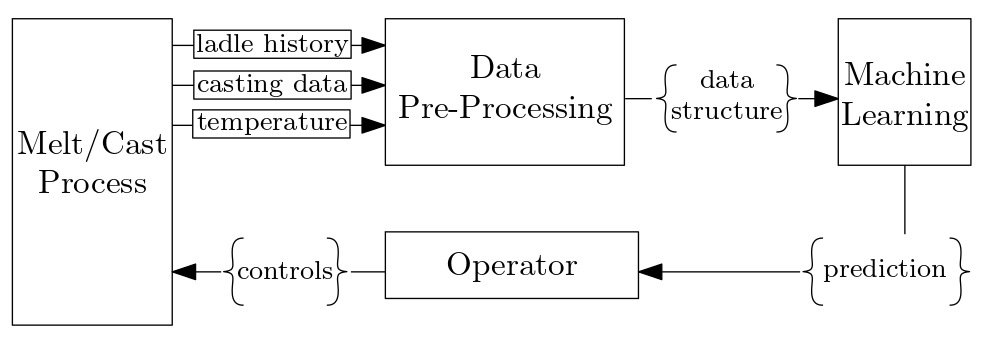 ladle history
casting data
temperature
Melt/Cast
Process
Data
Pre-Processing
data
structure
Machine
Learning
controls
Operator
prediction